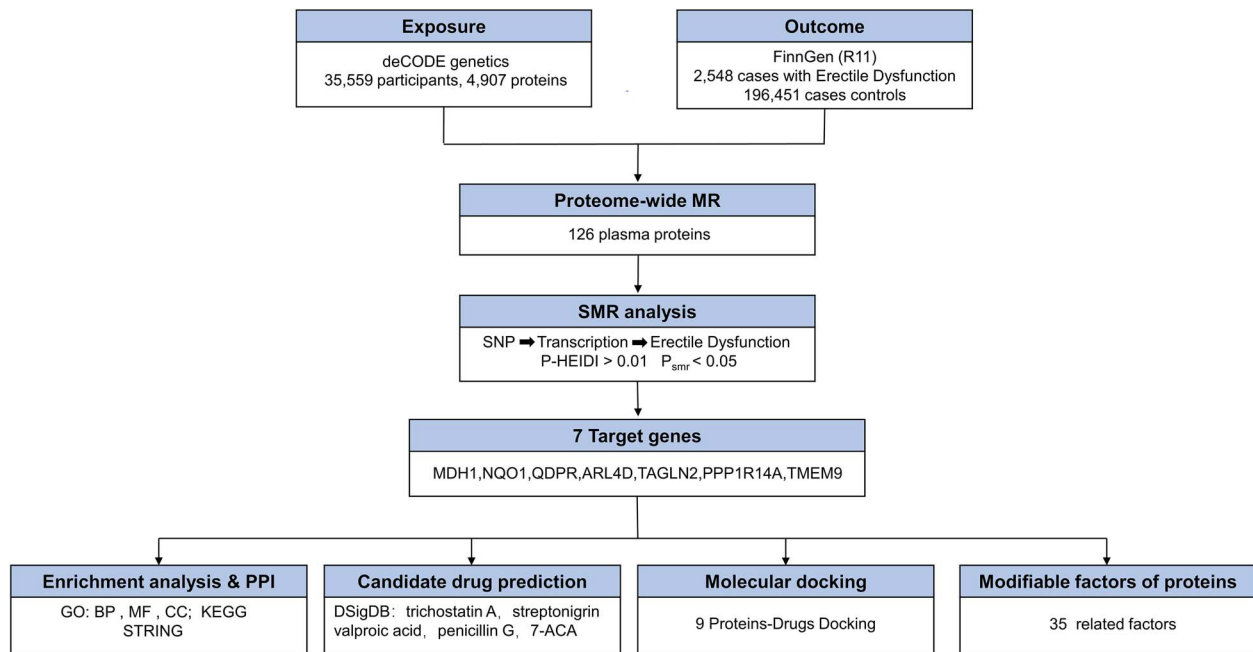 Exposure
deCODE genetics
35,559 participants, 4,907 proteins
Outcome
FinnGen (R11)
2,548 cases with Erectile Dysfunction
196,451 cases controls
Proteome-wide MR
126 plasma proteins
SMR analysis
SNP ➡ Transcription ➡ Erectile Dysfunction
P-HEIDI > 0.01 Psmr < 0.05
7 Target genes
MDH1,NQO1,QDPR,ARL4D,TAGLN2,PPP1R14A,TMEM9
Enrichment analysis & PPI
GO: BP , MF , CC; KEGG
STRING
Candidate drug prediction
DSigDB: trichostatin A, streptonigrin
valproic acid, penicillin G, 7-ACA
Molecular docking
9 Proteins-Drugs Docking
Modifiable factors of proteins
35 related factors